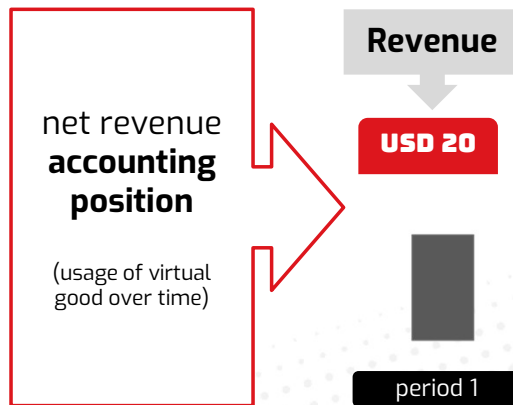 net revenue
accounting
position
(usage of virtual
good over time)
Revenue
USD 20
period 1